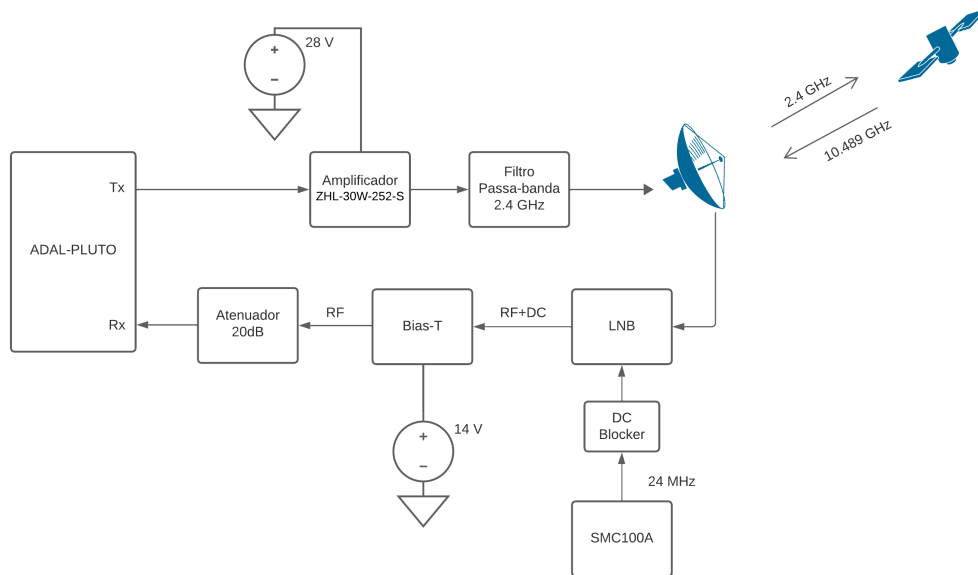 28 V
2.4 GHz
10.489 GHz
Tx
Amplificador
ZHL-30W-252-S
Filtro
Passa-banda
2.4 GHz
ADAL-PLUTO
Rx
Atenuador
20dB
RF
Bias-T
RF+DC
LNB
14 V
DC
Blocker
24 MHz
SMC100A